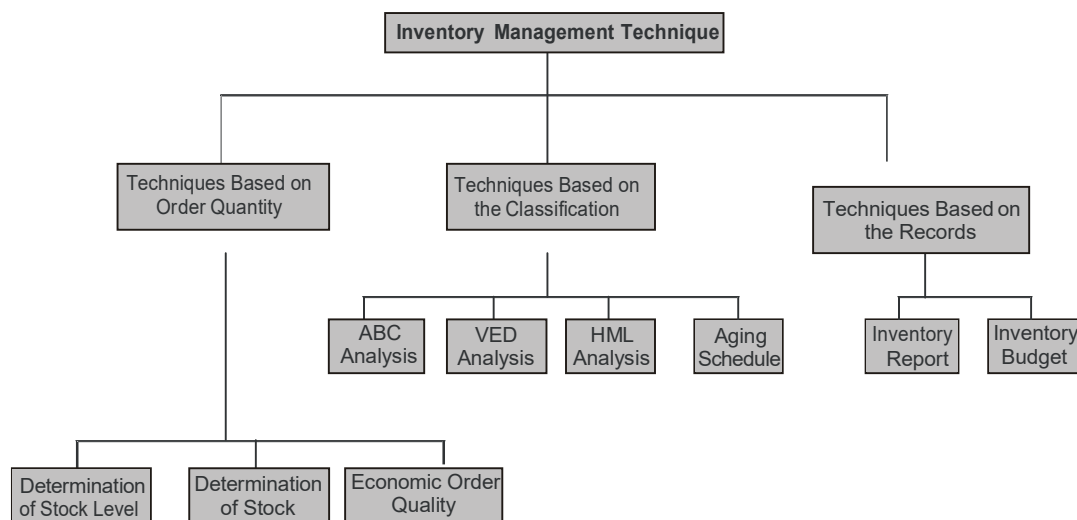 Inventory Management Technique
Techniques Based on
Order Quantity
Techniques Based on
the Classification
Techniques Based on
the Records
ABC
Analysis
VED
Analysis
HML
Analysis
Aging
Schedule
Inventory
Report
Inventory
Budget
Determination
of Stock Level
Determination
of Stock
Economic Order
Quality